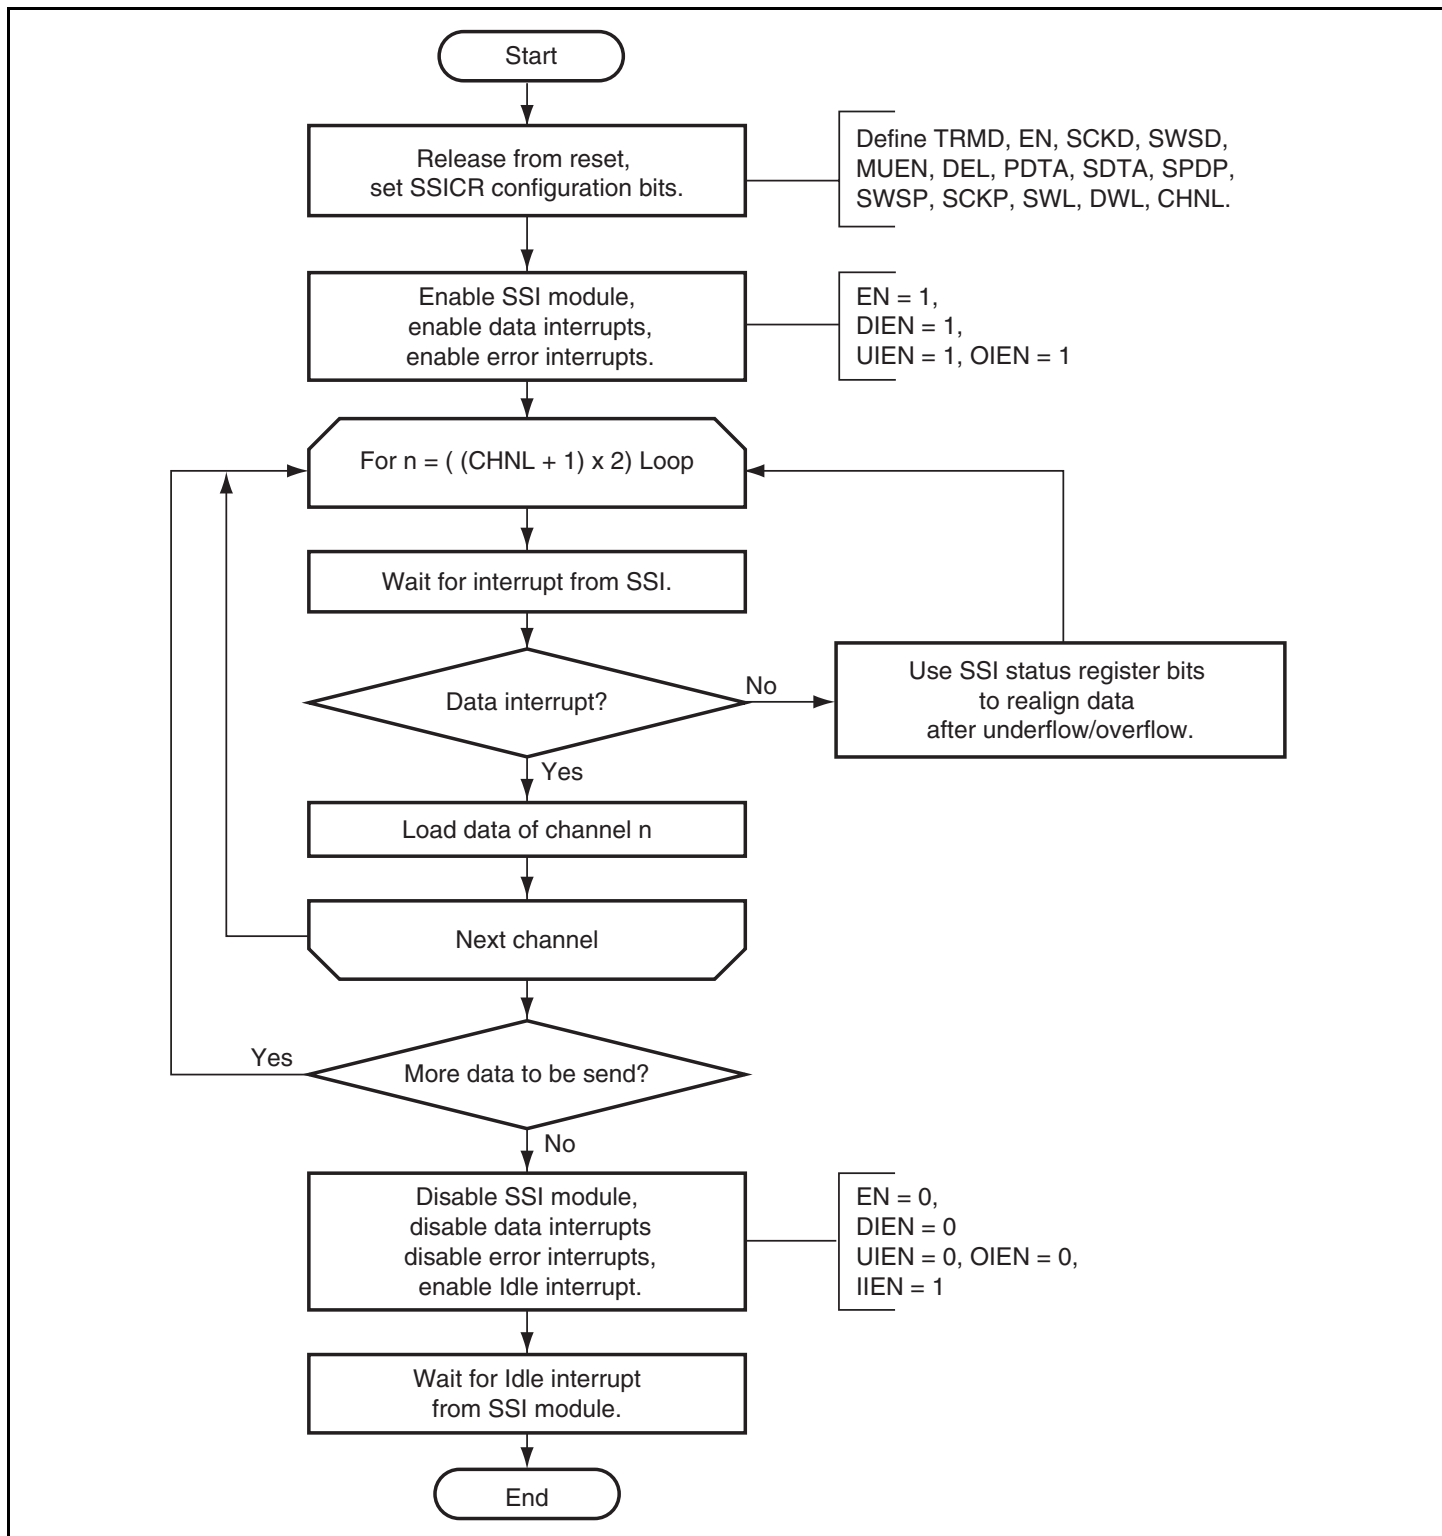 Start
Release from reset,
set SSICR configuration bits.
Define TRMD, EN, SCKD, SWSD,
MUEN, DEL, PDTA, SDTA, SPDP,
SWSP, SCKP, SWL, DWL, CHNL.
Enable SSI module,
enable data interrupts,
enable error interrupts.
EN = 1,
DIEN = 1,
UIEN = 1, OIEN = 1
For n = ( (CHNL + 1) x 2) Loop
Wait for interrupt from SSI.
Data interrupt?
No
Use SSI status register bits
to realign data
after underflow/overflow.
Yes
Load data of channel n
Next channel
More data to be send?
Yes
No
Disable SSI module,
disable data interrupts
disable error interrupts,
enable Idle interrupt.
EN = 0,
DIEN = 0
UIEN = 0, OIEN = 0,
IIEN = 1
Wait for Idle interrupt
from SSI module.
End